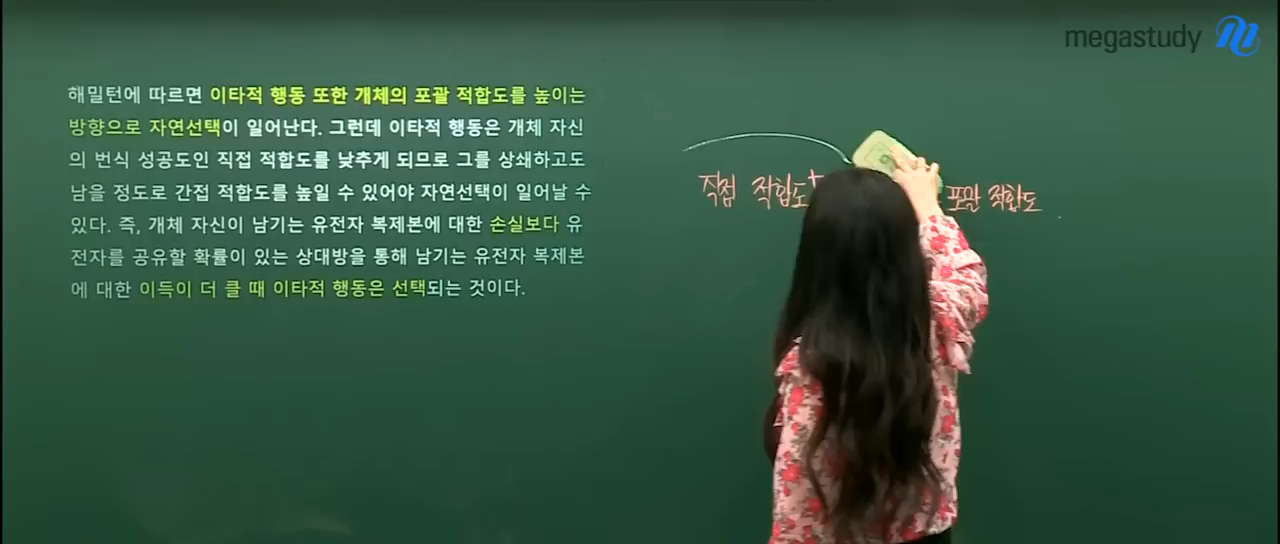 megastudy
해밀턴에 따르면 이타적 행동 또한 개체의 포괄 적합도를 높이는
방향으로 자연선택이 일어난다. 그런데 이타적 행동은 개체 자신
의 번식 성공도인 직접 적합도를 낮추게 되므로 그를 상쇄하고도
남을 정도로 간접 적합도를 높일 수 있어야 자연선택이 일어날 수
있다. 즉, 개체 자신이 남기는 유전자 복제본에 대한 손실보다 유
전자를 공유할 확률이 있는 상대방을 통해 남기는 유전자 복제본
에 대한 이득이 더 클 때 이타적 행동은 선택되는 것이다.
직접 적합도 + 포괄 적합도